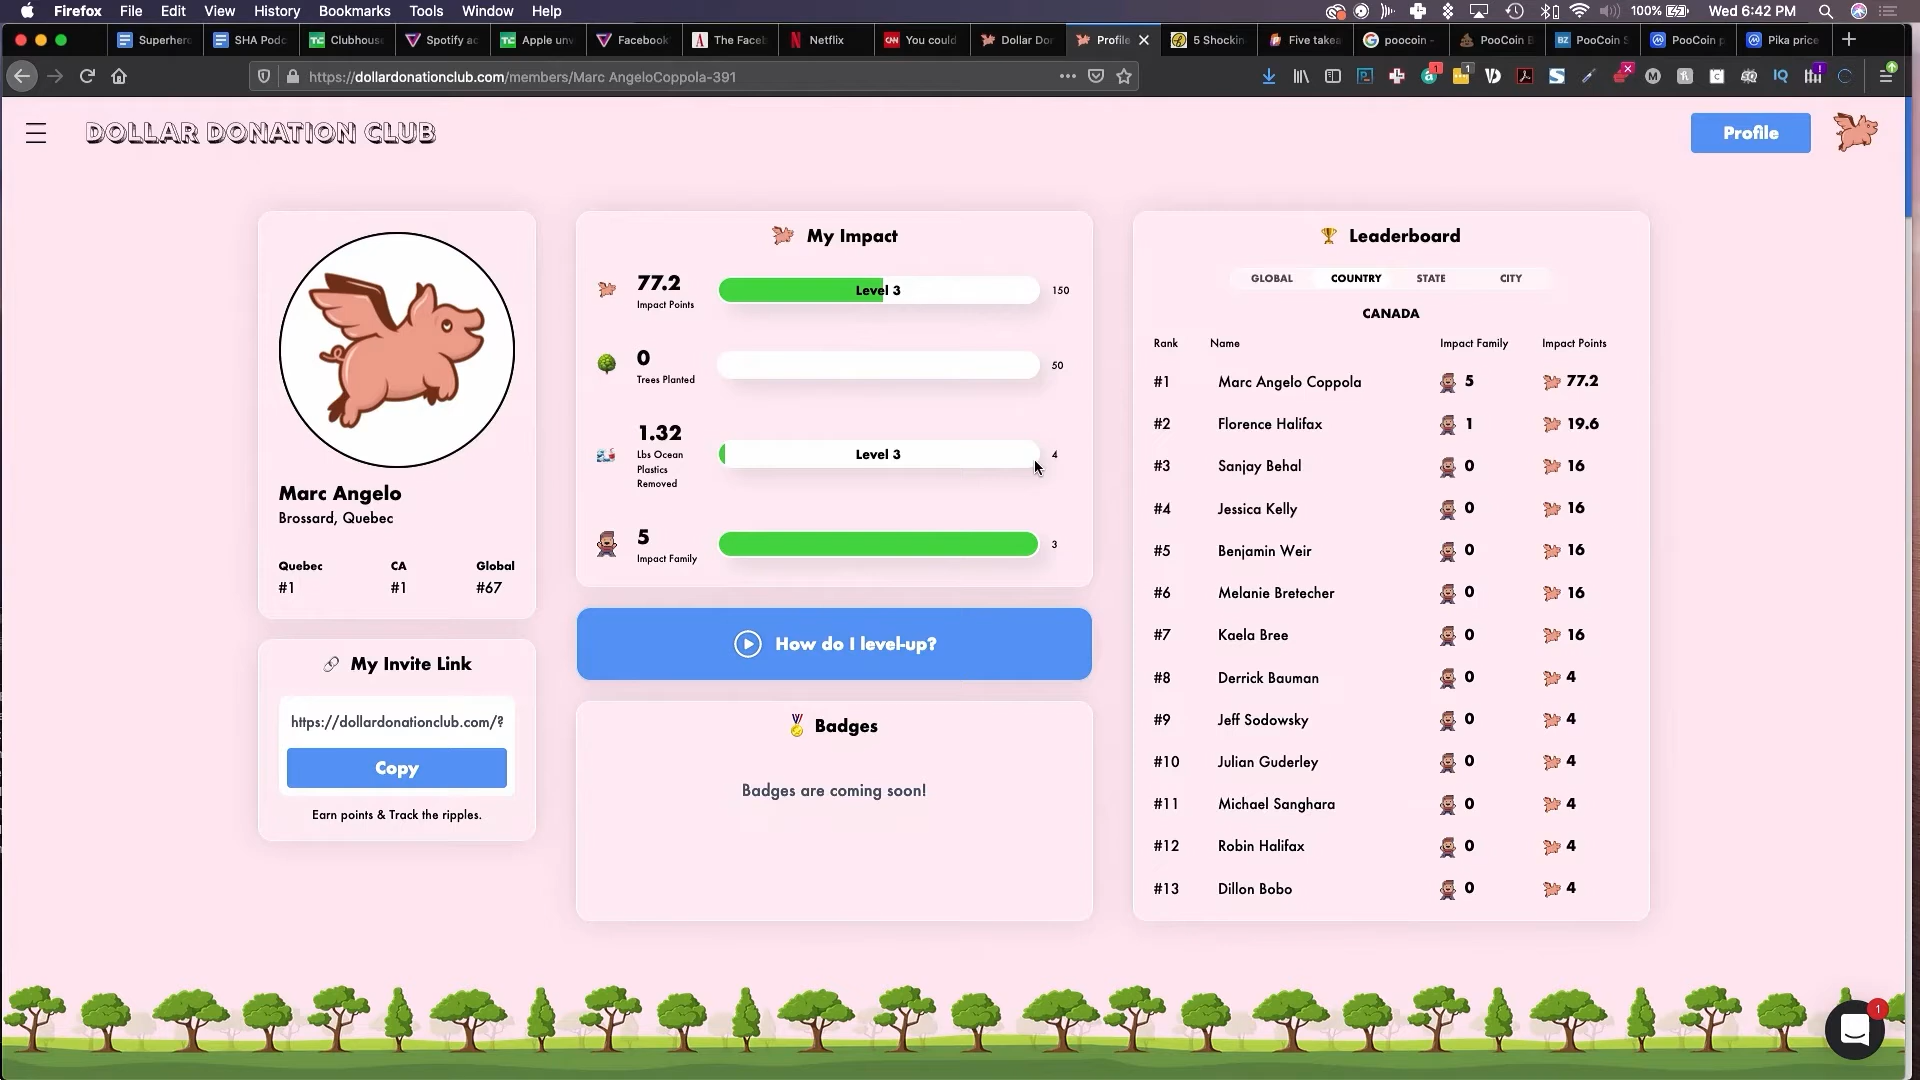 Firefox File Edit View History Bookmarks Tools Window Help 100% Wed 6:42 PM
Superhero SHA Podc Clubhouse Spotify ac Apple unv Facebook The Facel Netflix You could Dollar Don Profile 5 Shockin Five takea poocoin - PooCoin B PooCoin S PooCoin p Pika price
https://dollardonationclub.com/members/Marc AngeloCoppola-391
DOLLAR DONATION CLUB
Profile
Marc Angelo
Brossard, Quebec
Quebec CA Global
#1 #1 #67
My Invite Link
https://dollardonationclub.com/?
Copy
Earn points & Track the ripples.
My Impact
77.2
Impact Points
Level 3
150
0
Trees Planted
50
1.32
Lbs Ocean
Plastics
Removed
Level 3
4
5
Impact Family
3
How do I level-up?
Badges
Badges are coming soon!
Leaderboard
GLOBAL COUNTRY STATE CITY
CANADA
Rank Name Impact Family Impact Points
#1 Marc Angelo Coppola 5 77.2
#2 Florence Halifax 1 19.6
#3 Sanjay Behal 0 16
#4 Jessica Kelly 0 16
#5 Benjamin Weir 0 16
#6 Melanie Bretecher 0 16
#7 Kaela Bree 0 16
#8 Derrick Bauman 0 4
#9 Jeff Sodowsky 0 4
#10 Julian Guderley 0 4
#11 Michael Sanghara 0 4
#12 Robin Halifax 0 4
#13 Dillon Bobo 0 4
1